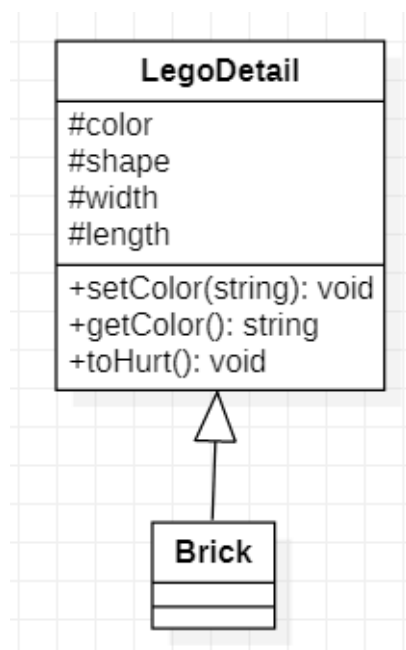 LegoDetail
#color
#shape
#width
#length
+setColor(string): void
+getColor(): string
+toHurt(): void
Brick